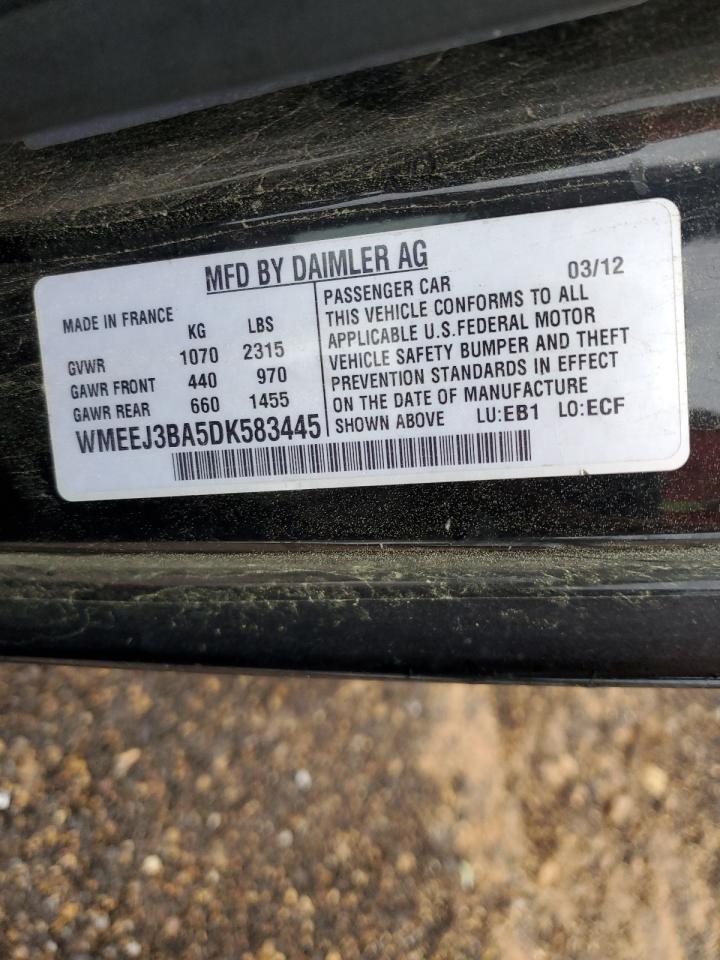 MFD BY DAIMLER AG
MADE IN FRANCE
KG LBS
GVWR 1070 2315
GAWR FRONT 440 970
GAWR REAR 660 1455
WMEEJ3BA5DK583445
PASSENGER CAR 03/12
THIS VEHICLE CONFORMS TO ALL
APPLICABLE U.S.FEDERAL MOTOR
VEHICLE SAFETY BUMPER AND THEFT
PREVENTION STANDARDS IN EFFECT
ON THE DATE OF MANUFACTURE
SHOWN ABOVE LU:EB1 LO:ECF